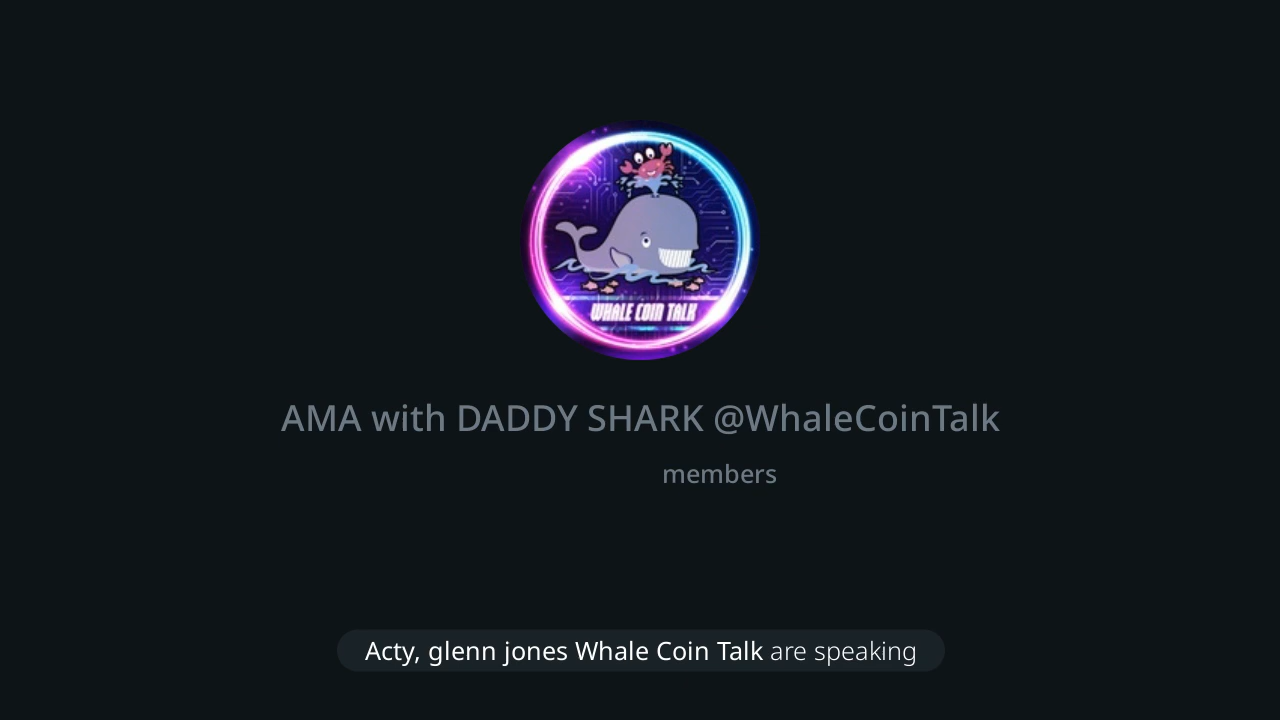 WHALE COIN TALK
AMA with DADDY SHARK @WhaleCoinTalk
members
Acty, glenn jones Whale Coin Talk are speaking